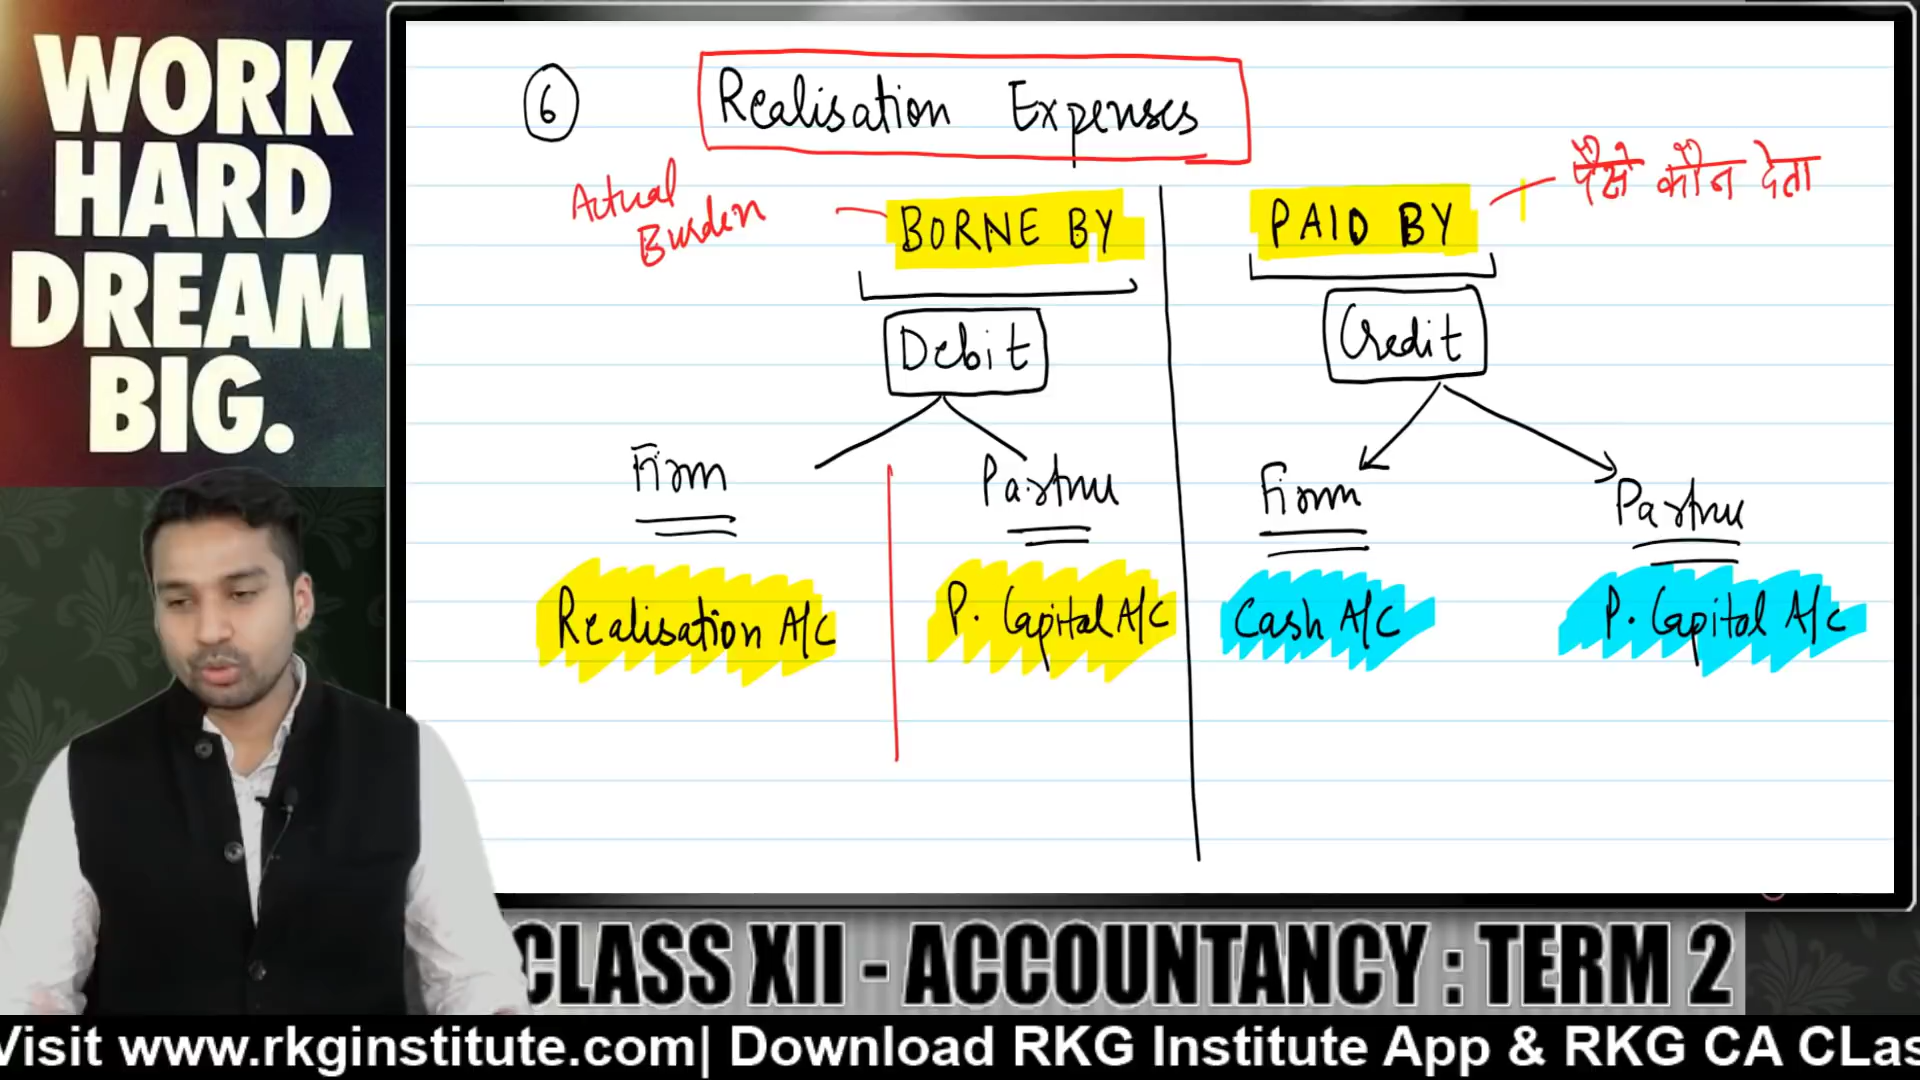 WORK
HARD
DREAM
BIG.
6 Realisation Expenses
Actual
Burden
BORNE BY
PAID BY
पैसे कौन देता
Debit
Credit
Firm
Partner
Firm
Partner
Realisation A/C
P. Capital A/C
Cash A/C
P. Capital A/C
CLASS XII - ACCOUNTANCY : TERM 2
Visit www.rkginstitute.com| Download RKG Institute App & RKG CA CLas